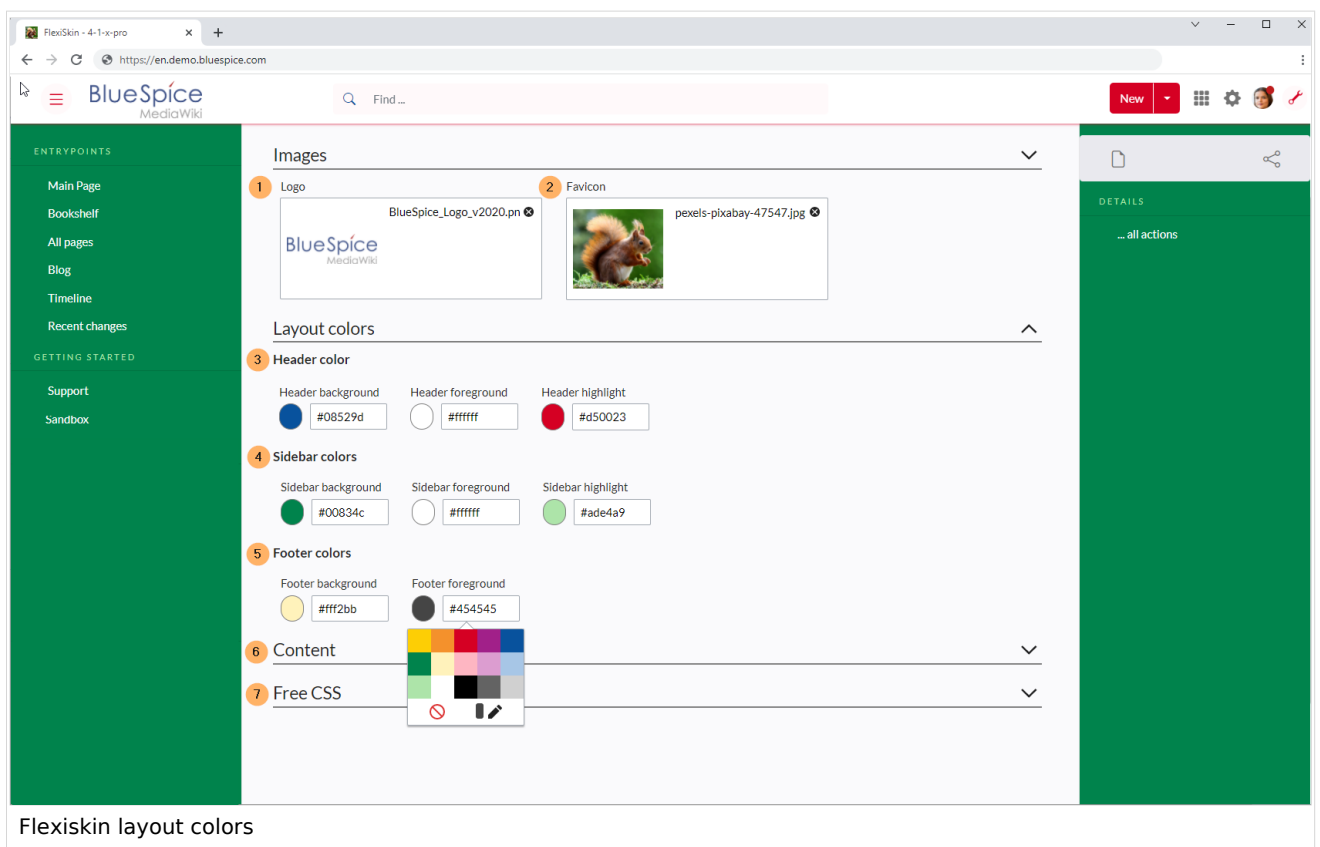 FlexiSkin - 4-1-x-pro
https://en.demo.bluespice.com
BlueSpice
MediaWiki
Find ...
New
ENTRYPOINTS
Main Page
Bookshelf
All pages
Blog
Timeline
Recent changes
GETTING STARTED
Support
Sandbox
Images
1 Logo 2 Favicon
BlueSpice_Logo_v2020.pn pexels-pixabay-47547.jpg
BlueSpice
MediaWiki
Layout colors
3 Header color
Header background Header foreground Header highlight
#08529d #ffffff #d50023
4 Sidebar colors
Sidebar background Sidebar foreground Sidebar highlight
#00834c #ffffff #ade4a9
5 Footer colors
Footer background Footer foreground
#fff2bb #454545
6 Content
7 Free CSS
DETAILS
... all actions
Flexiskin layout colors